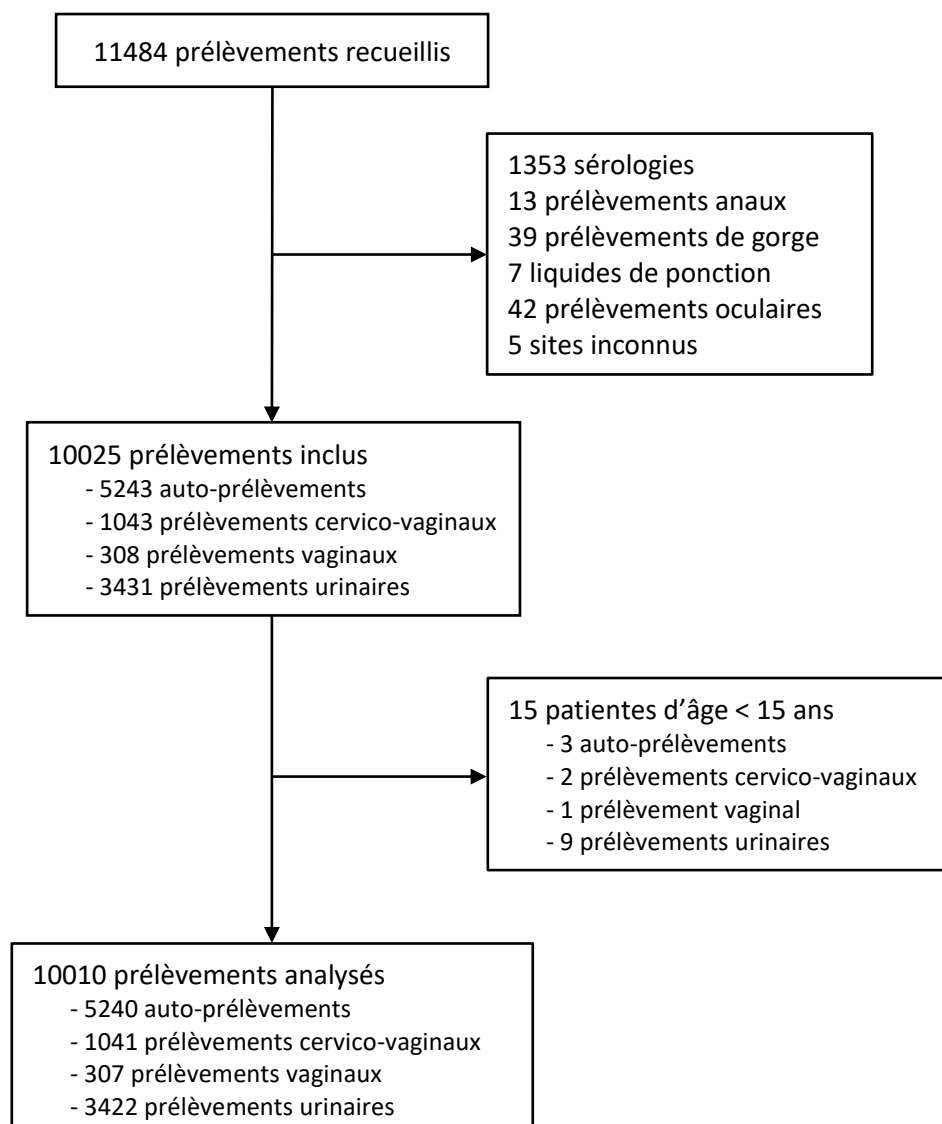 11484 prélèvements recueillis
1353 sérologies
13 prélèvements anaux
39 prélèvements de gorge
7 liquides de ponction
42 prélèvements oculaires
5 sites inconnus
10025 prélèvements inclus
- 5243 auto-prélèvements
- 1043 prélèvements cervico-vaginaux
- 308 prélèvements vaginaux
- 3431 prélèvements urinaires
15 patientes d'âge < 15 ans
- 3 auto-prélèvements
- 2 prélèvements cervico-vaginaux
- 1 prélèvement vaginal
- 9 prélèvements urinaires
10010 prélèvements analysés
- 5240 auto-prélèvements
- 1041 prélèvements cervico-vaginaux
- 307 prélèvements vaginaux
- 3422 prélèvements urinaires